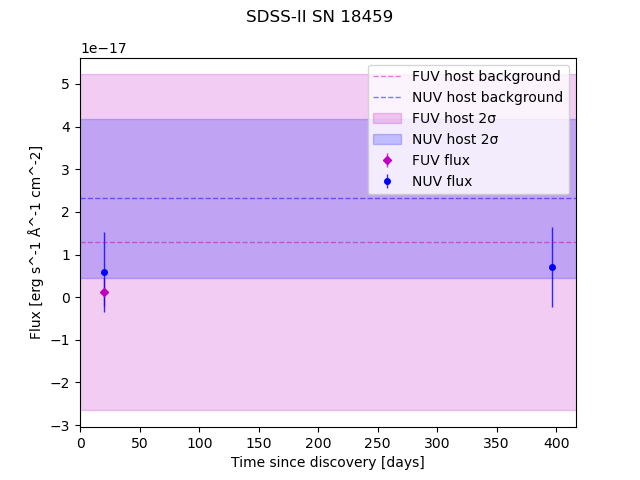 SDSS-II SN 18459
1e−17
FUV host background
NUV host background
FUV host 2σ
NUV host 2σ
FUV flux
NUV flux
5
4
3
2
1
0
−1
−2
−3
Flux [erg s^-1 Å^-1 cm^-2]
0 50 100 150 200 250 300 350 400
Time since discovery [days]